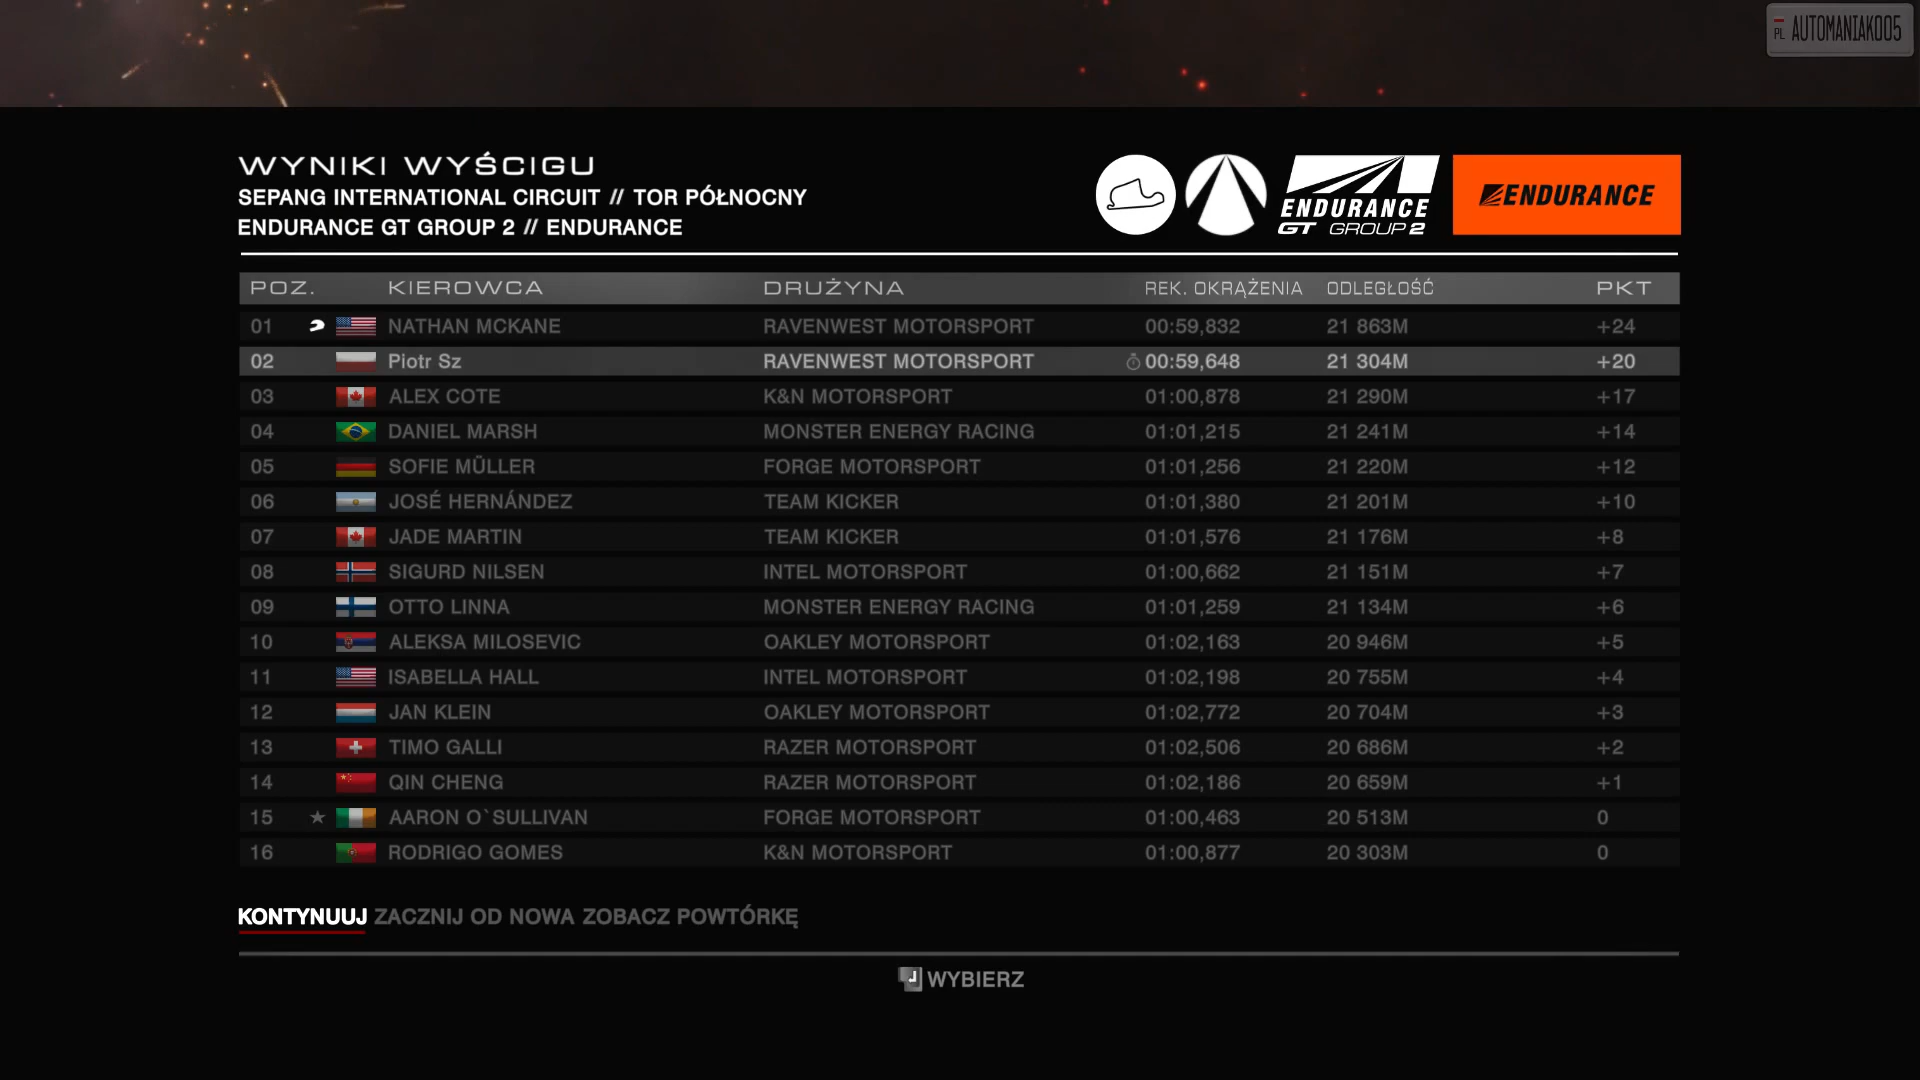 PL AUTOMANIAK005
WYNIKI WYŚCIGU
SEPANG INTERNATIONAL CIRCUIT // TOR PÓŁNOCNY
ENDURANCE GT GROUP 2 // ENDURANCE
ENDURANCE
GT GROUP 2
ENDURANCE
POZ. KIEROWCA DRUŻYNA REK. OKRĄŻENIA ODLEGŁOŚĆ PKT
01 NATHAN MCKANE RAVENWEST MOTORSPORT 00:59,832 21 863M +24
02 Piotr Sz RAVENWEST MOTORSPORT 00:59,648 21 304M +20
03 ALEX COTE K&N MOTORSPORT 01:00,878 21 290M +17
04 DANIEL MARSH MONSTER ENERGY RACING 01:01,215 21 241M +14
05 SOFIE MÜLLER FORGE MOTORSPORT 01:01,256 21 220M +12
06 JOSÉ HERNÁNDEZ TEAM KICKER 01:01,380 21 201M +10
07 JADE MARTIN TEAM KICKER 01:01,576 21 176M +8
08 SIGURD NILSEN INTEL MOTORSPORT 01:00,662 21 151M +7
09 OTTO LINNA MONSTER ENERGY RACING 01:01,259 21 134M +6
10 ALEKSA MILOSEVIC OAKLEY MOTORSPORT 01:02,163 20 946M +5
11 ISABELLA HALL INTEL MOTORSPORT 01:02,198 20 755M +4
12 JAN KLEIN OAKLEY MOTORSPORT 01:02,772 20 704M +3
13 TIMO GALLI RAZER MOTORSPORT 01:02,506 20 686M +2
14 QIN CHENG RAZER MOTORSPORT 01:02,186 20 659M +1
15 AARON O`SULLIVAN FORGE MOTORSPORT 01:00,463 20 513M 0
16 RODRIGO GOMES K&N MOTORSPORT 01:00,877 20 303M 0
KONTYNUUJ ZACZNIJ OD NOWA ZOBACZ POWTÓRKĘ
WYBIERZ